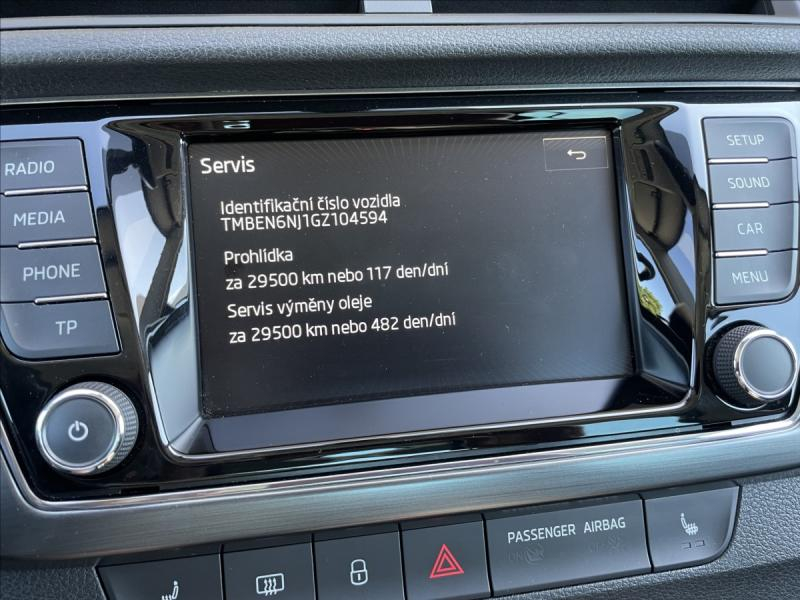 Servis
Identifikační číslo vozidla
TMBEN6NJ1GZ104594
Prohlídka
za 29500 km nebo 117 den/dní
Servis výměny oleje
za 29500 km nebo 482 den/dní
RADIO
MEDIA
PHONE
TP
SETUP
SOUND
CAR
MENU
PASSENGER AIRBAG
ON